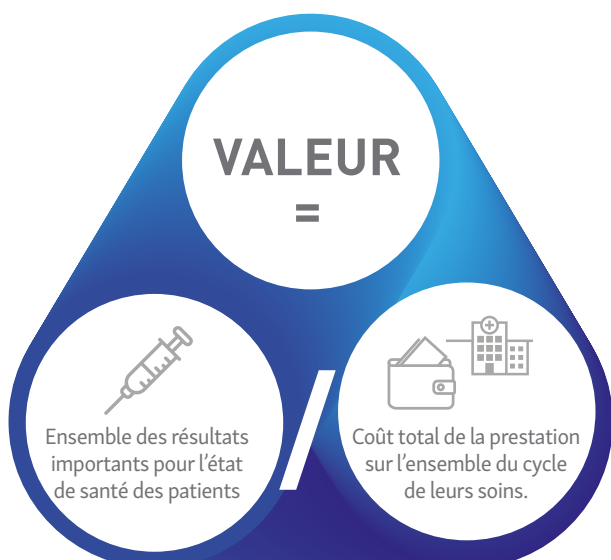 VALEUR
=
Ensemble des résultats
importants pour l’état
de santé des patients
/
Coût total de la prestation
sur l’ensemble du cycle
de leurs soins.